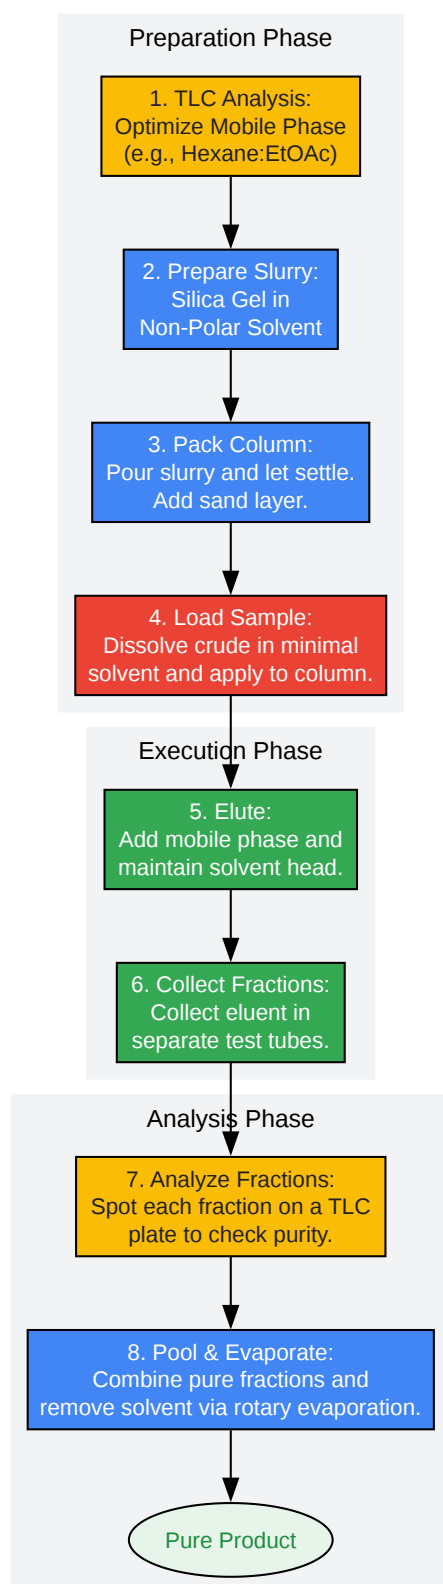 Preparation Phase
1. TLC Analysis:
Optimize Mobile Phase
(e.g., Hexane:EtOAc)
2. Prepare Slurry:
Silica Gel in
Non-Polar Solvent
3. Pack Column:
Pour slurry and let settle.
Add sand layer.
4. Load Sample:
Dissolve crude in minimal
solvent and apply to column.
Execution Phase
5. Elute:
Add mobile phase and
maintain solvent head.
6. Collect Fractions:
Collect eluent in
separate test tubes.
Analysis Phase
7. Analyze Fractions:
Spot each fraction on a TLC
plate to check purity.
8. Pool & Evaporate:
Combine pure fractions and
remove solvent via rotary evaporation.
Pure Product